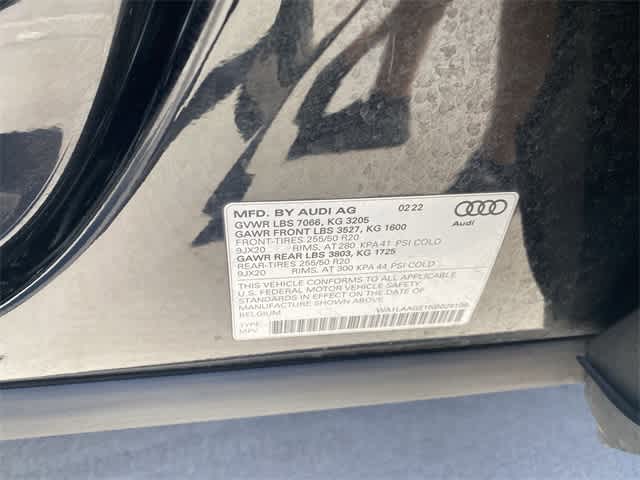 MFD. BY AUDI AG 02 22
GVWR LBS 7066, KG 3205
GAWR FRONT LBS 3527, KG 1600
FRONT-TIRES 255/50 R20
9JX20 RIMS, AT 280 KPA 41 PSI COLD
GAWR REAR LBS 3803, KG 1725
REAR-TIRES 255/50 R20
9JX20 RIMS, AT 300 KPA 44 PSI COLD
THIS VEHICLE CONFORMS TO ALL APPLICABLE
U.S. FEDERAL MOTOR VEHICLE SAFETY
STANDARDS IN EFFECT ON THE DATE OF
MANUFACTURE SHOWN ABOVE
BELGIUM
TYPE:
MPV
Audi